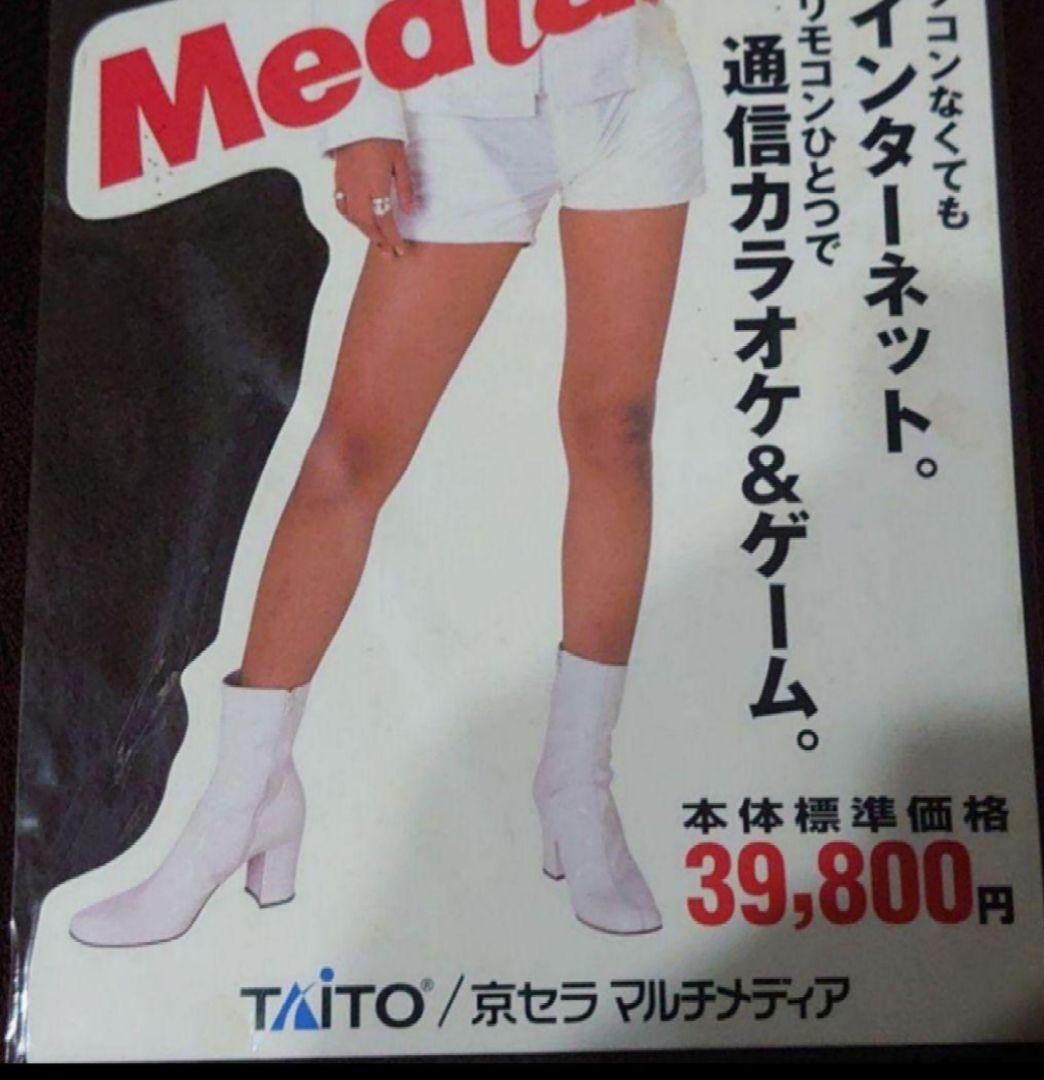 Media
コンなくても
インターネット。
リモコンひとつで
通信カラオケ&ゲーム。
本体標準価格
39,800円
TAITO® / 京セラ マルチメディア